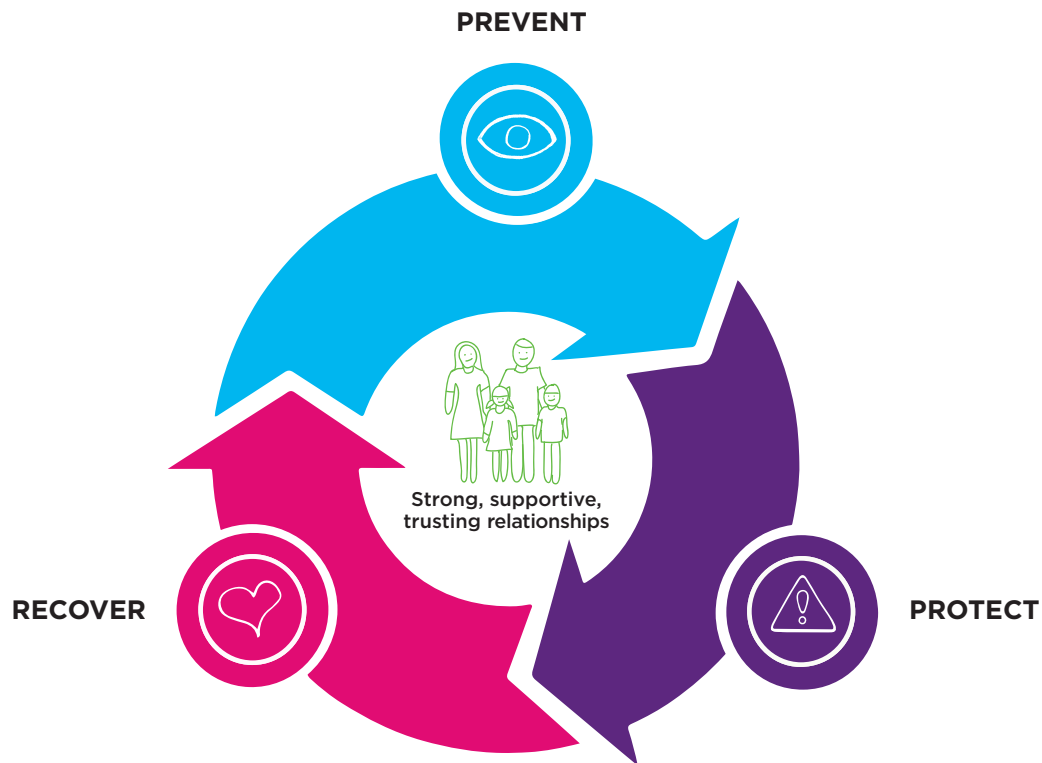 PREVENT
Strong, supportive,
trusting relationships
RECOVER
PROTECT